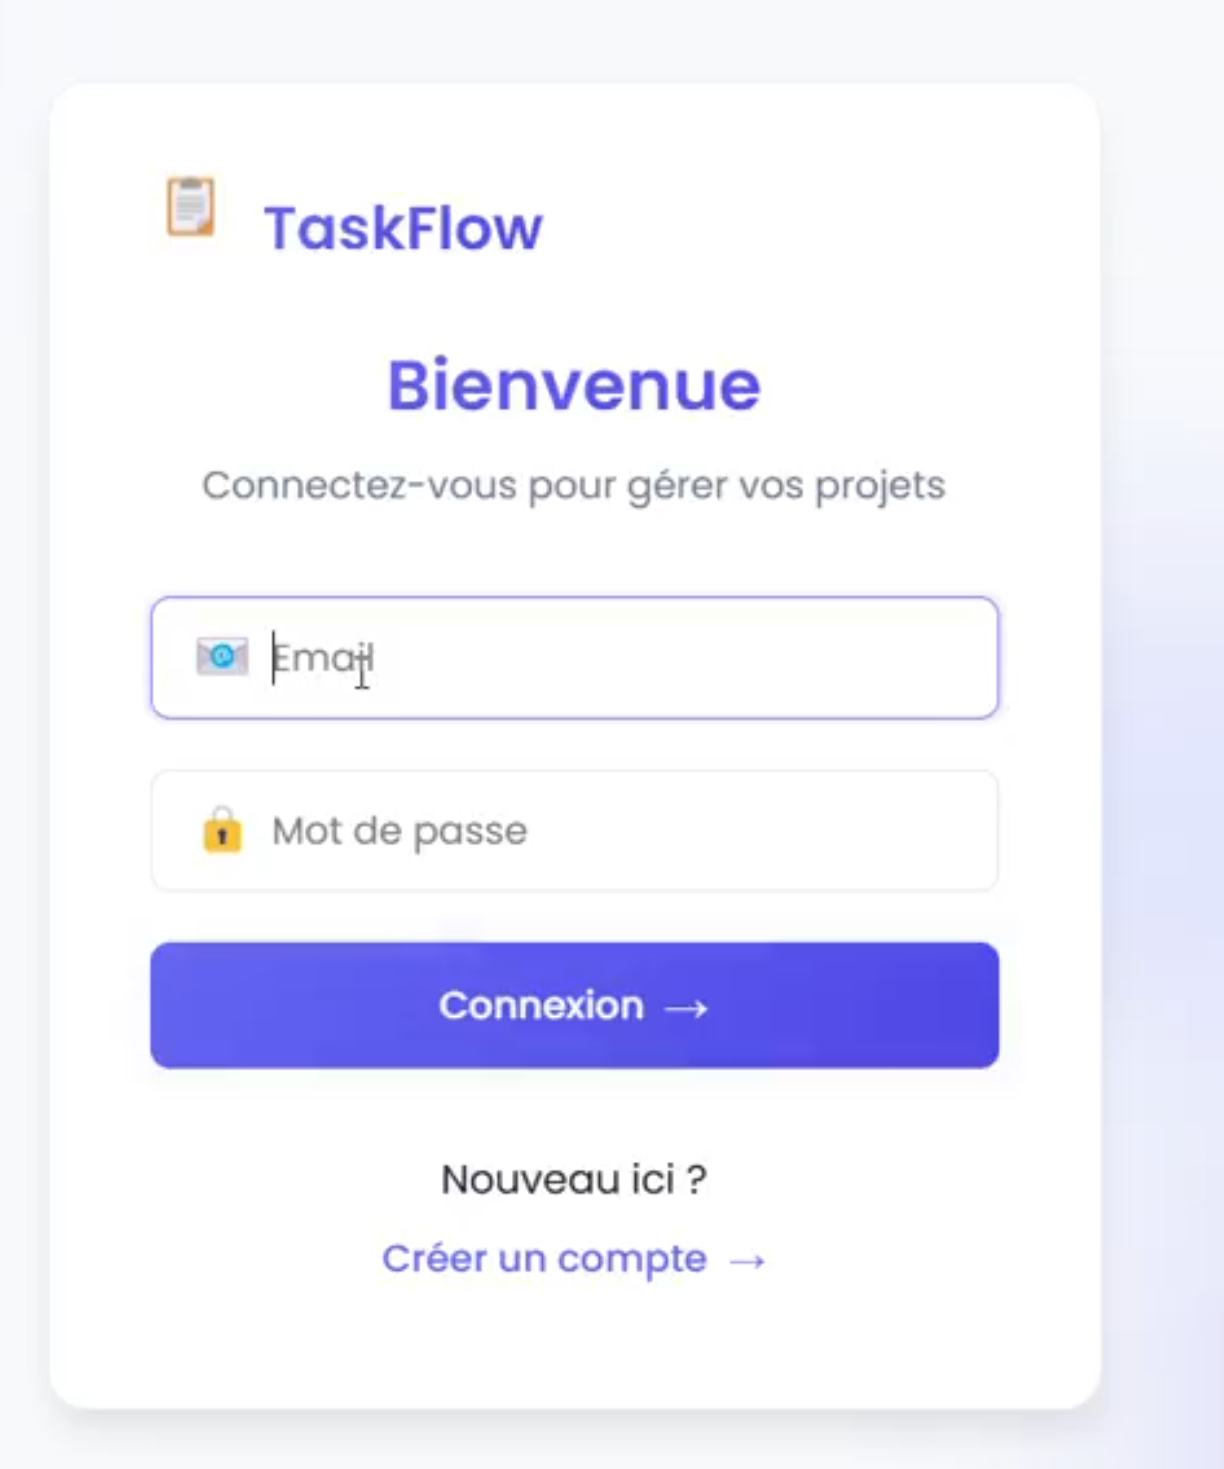 TaskFlow
Bienvenue
Connectez-vous pour gérer vos projets
Email
Mot de passe
Connexion →
Nouveau ici ?
Créer un compte →